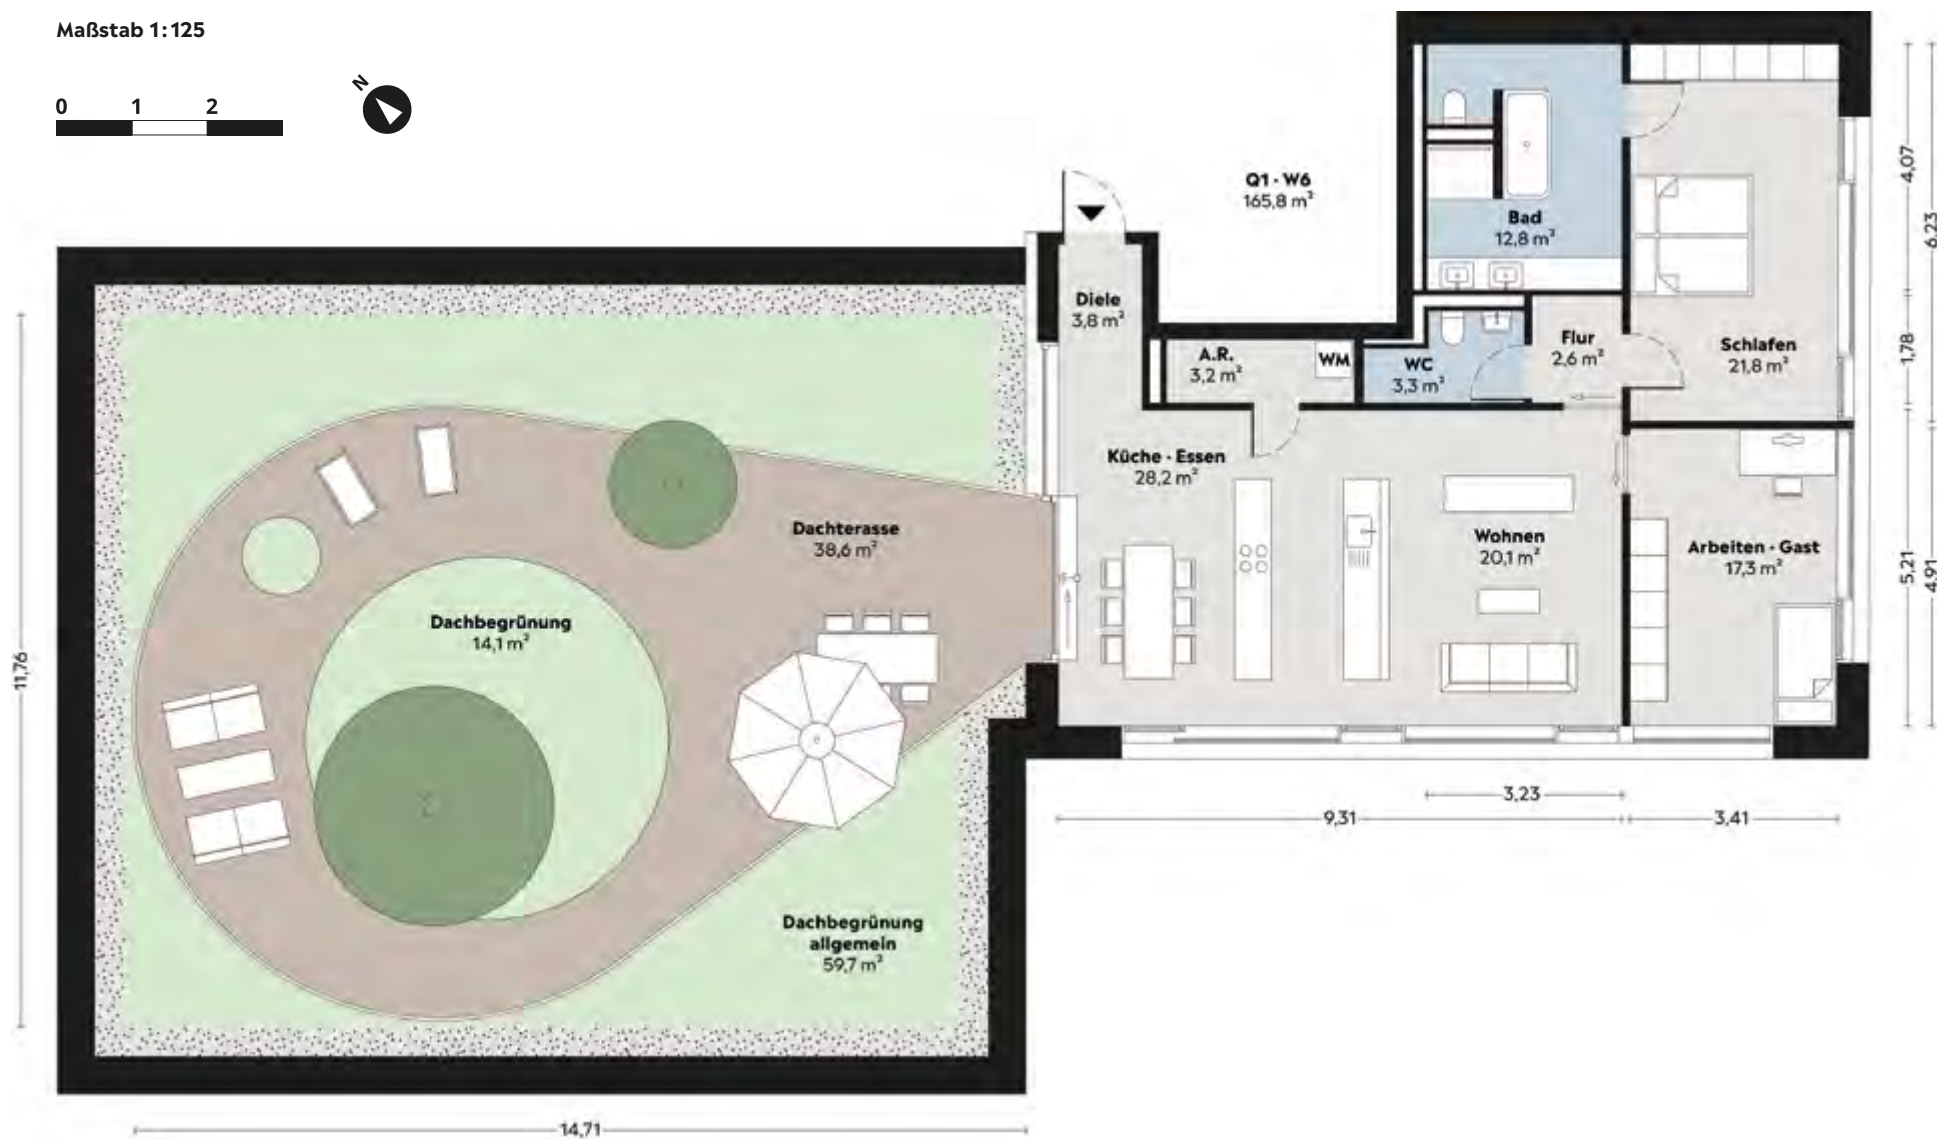 Maßstab 1:125
0 1 2
N
Q1 · W6
165,8 m²
Bad
12,8 m²
Diele
3,8 m²
A.R.
3,2 m²
WM
WC
3,3 m²
Flur
2,6 m²
Schlafen
21,8 m²
Küche · Essen
28,2 m²
Wohnen
20,1 m²
Arbeiten · Gast
17,3 m²
Dachterasse
38,6 m²
Dachbegrünung
14,1 m²
Dachbegrünung
allgemein
59,7 m²
4,07
6,23
1,78
5,21
4,91
3,23
9,31
3,41
11,76
14,71